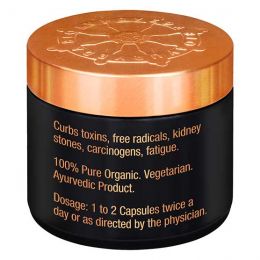 Curbs toxins, free radicals, kidney
stones, carcinogens, fatigue.
100% Pure Organic. Vegetarian.
Ayurvedic Product.
Dosage: 1 to 2 Capsules twice a
day or as directed by the physician.